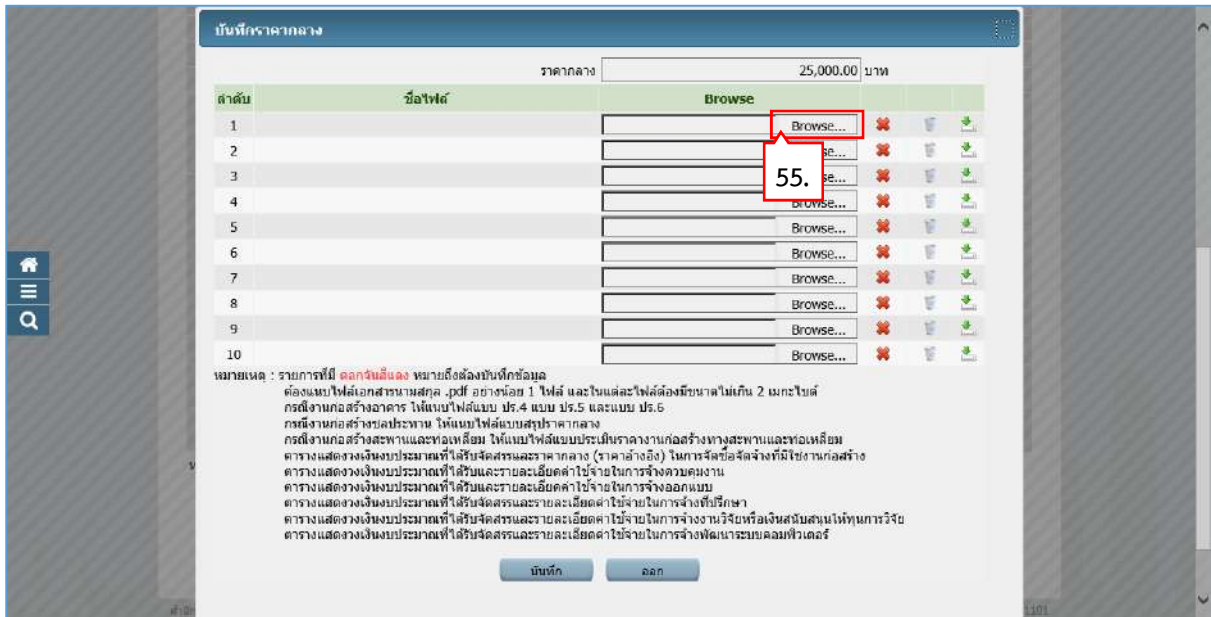 บันทึกราคากลาง
ราคากลาง 25,000.00 บาท
ลำดับ ชื่อไฟล์ Browse
1 Browse...
2 se...
3 se...
55.
4 Browse...
5 Browse...
6 Browse...
7 Browse...
8 Browse...
9 Browse...
10 Browse...
หมายเหตุ : รายการที่มี ดอกจันสีแดง หมายถึงต้องบันทึกข้อมูล
ต้องแนบไฟล์เอกสารนามสกุล .pdf อย่างน้อย 1 ไฟล์ และในแต่ละไฟล์ต้องมีขนาดไม่เกิน 2 เมกะไบต์
กรณีงานก่อสร้างอาคาร ให้แนบไฟล์แบบ ปร.4 แบบ ปร.5 และแบบ ปร.6
กรณีงานก่อสร้างชลประทาน ให้แนบไฟล์แบบสรุปราคากลาง
กรณีงานก่อสร้างสะพานและท่อเหลี่ยม ให้แนบไฟล์แบบประเมินราคางานก่อสร้างทางสะพานและท่อเหลี่ยม
ตารางแสดงวงเงินงบประมาณที่ได้รับจัดสรรและราคากลาง (ราคาอ้างอิง) ในการจัดซื้อจัดจ้างที่มิใช่งานก่อสร้าง
ตารางแสดงวงเงินงบประมาณที่ได้รับและรายละเอียดค่าใช้จ่ายในการจ้างควบคุมงาน
ตารางแสดงวงเงินงบประมาณที่ได้รับจัดสรรและรายละเอียดค่าใช้จ่ายในการจ้างออกแบบ
ตารางแสดงวงเงินงบประมาณที่ได้รับจัดสรรและรายละเอียดค่าใช้จ่ายในการจ้างที่ปรึกษา
ตารางแสดงวงเงินงบประมาณที่ได้รับจัดสรรและรายละเอียดค่าใช้จ่ายในการจ้างงานวิจัยหรือเงินสนับสนุนให้ทุนการวิจัย
ตารางแสดงวงเงินงบประมาณที่ได้รับจัดสรรและรายละเอียดค่าใช้จ่ายในการจ้างพัฒนาระบบคอมพิวเตอร์
บันทึก ออก
1101